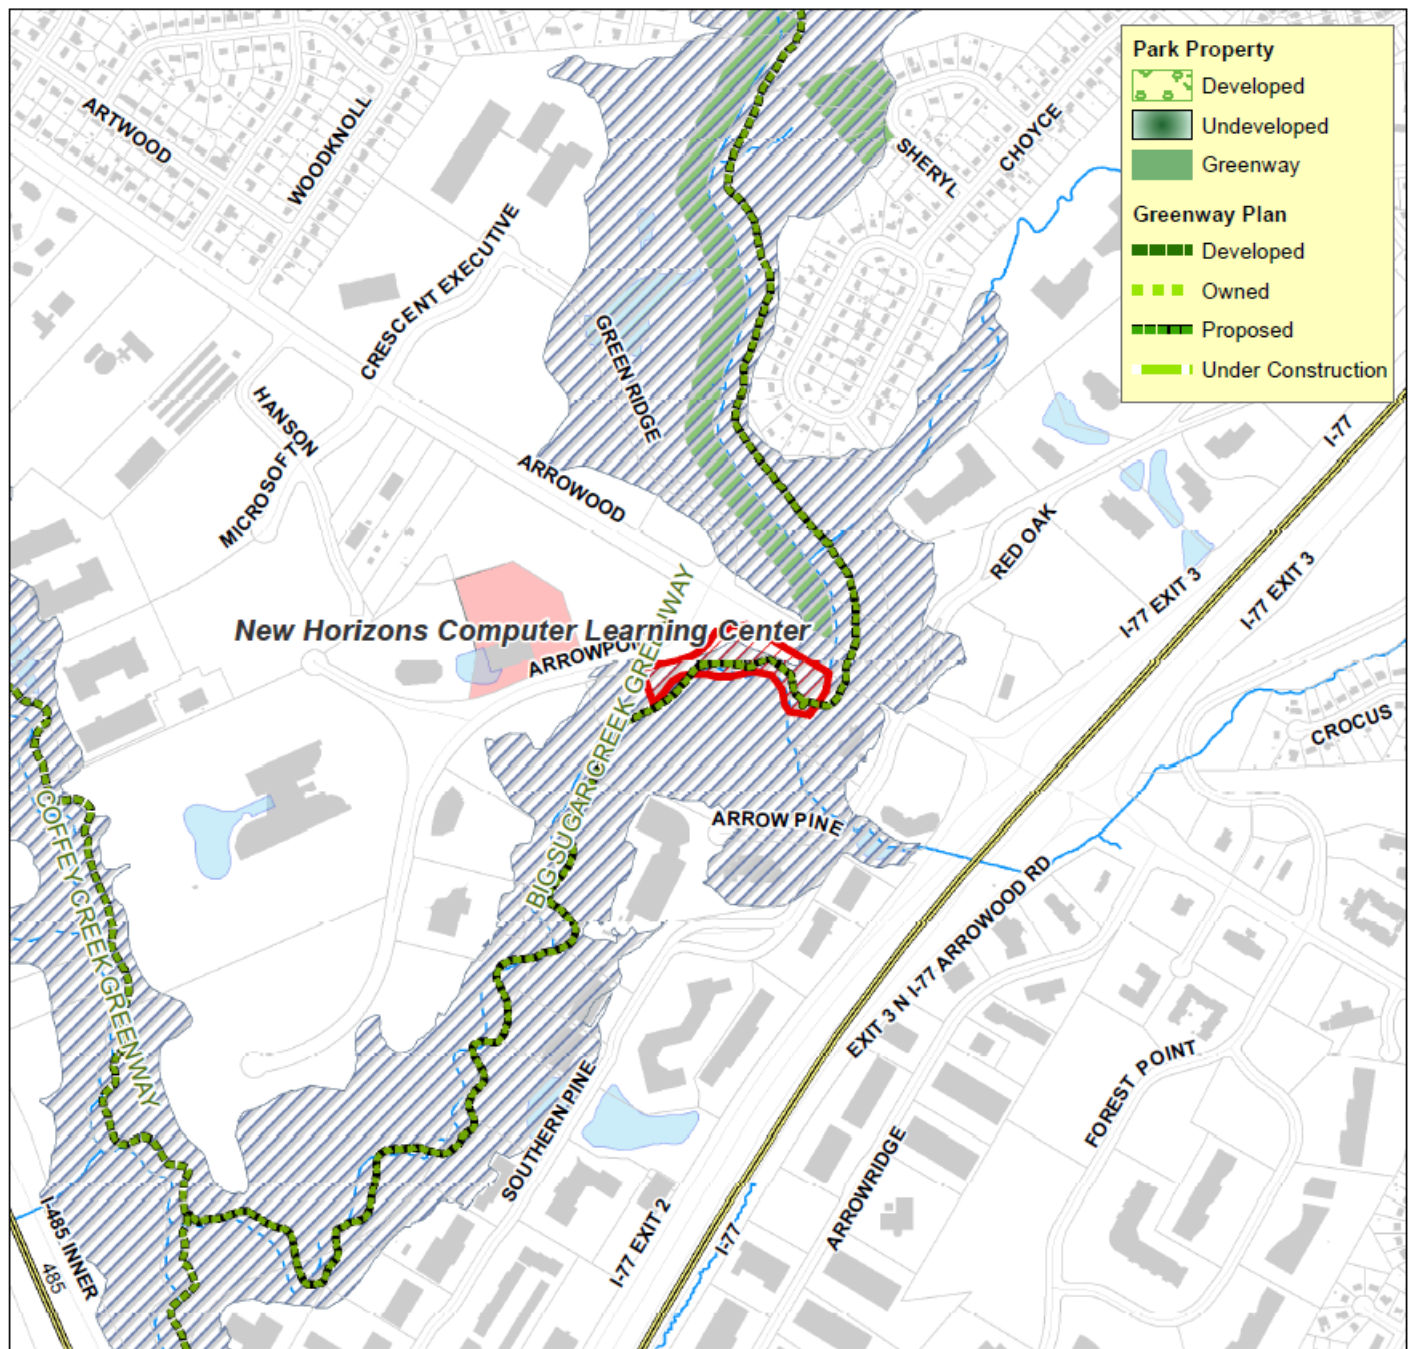 Park Property
Developed
Undeveloped
Greenway
Greenway Plan
Developed
Owned
Proposed
Under Construction
ARTWOOD
WOODKNOLL
SHERYL
CHOYCE
CRESCENT EXECUTIVE
GREEN RIDGE
HANSON
MICROSOFT
ARROWOOD
I-77
RED OAK
I-77 EXIT 3
I-77 EXIT 3
New Horizons Computer Learning Center
ARROWPOI
BIG SUGAR CREEK GREENWAY
CROCUS
COFFEY CREEK GREENWAY
ARROW PINE
EXIT 3 N I-77 ARROWOOD RD
FOREST POINT
SOUTHERN PINE
ARROWRIDGE
I-77 EXIT 2
I-77
I-485 INNER
485